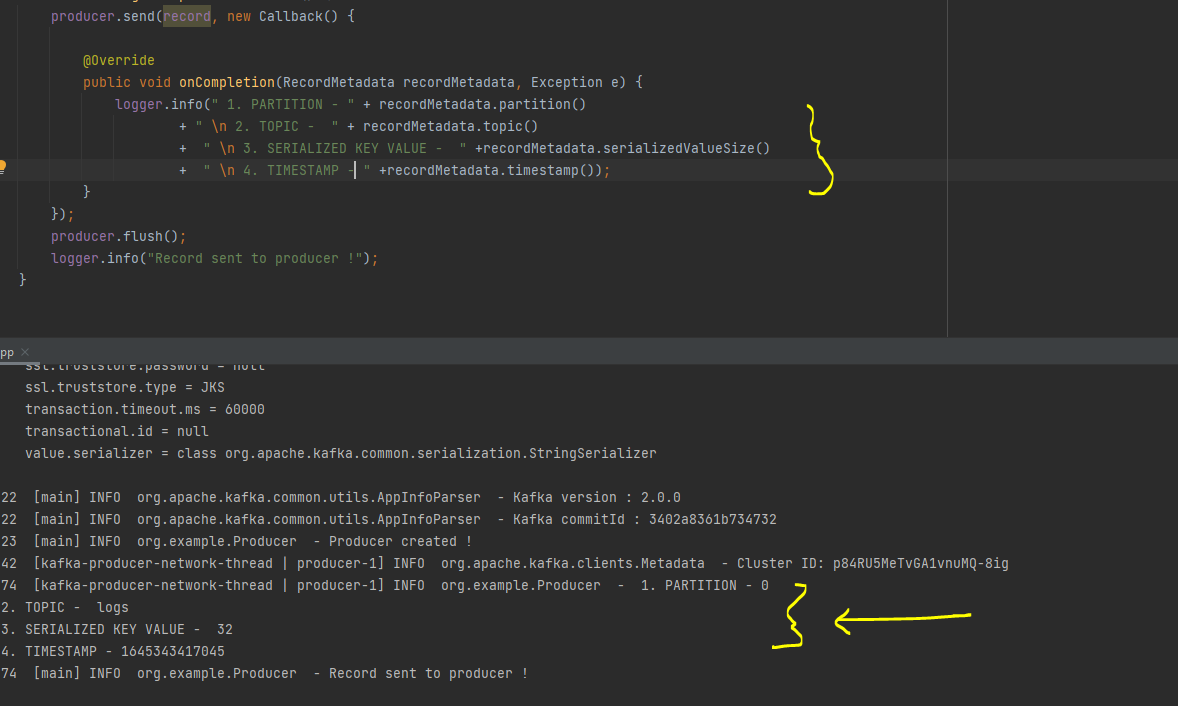 producer.send(record, new Callback() {
@Override
public void onCompletion(RecordMetadata recordMetadata, Exception e) {
logger.info(" 1. PARTITION - " + recordMetadata.partition()
+ " \n 2. TOPIC -  " + recordMetadata.topic()
+  " \n 3. SERIALIZED KEY VALUE -  " +recordMetadata.serializedValueSize()
+  " \n 4. TIMESTAMP - " +recordMetadata.timestamp());
}
});
producer.flush();
logger.info("Record sent to producer !");
}
pp ×
ssl.truststore.password = null
ssl.truststore.type = JKS
transaction.timeout.ms = 60000
transactional.id = null
value.serializer = class org.apache.kafka.common.serialization.StringSerializer
22  [main] INFO  org.apache.kafka.common.utils.AppInfoParser  - Kafka version : 2.0.0
22  [main] INFO  org.apache.kafka.common.utils.AppInfoParser  - Kafka commitId : 3402a8361b734732
23  [main] INFO  org.example.Producer  - Producer created !
42  [kafka-producer-network-thread | producer-1] INFO  org.apache.kafka.clients.Metadata  - Cluster ID: p84RU5MeTvGA1vnuMQ-8ig
74  [kafka-producer-network-thread | producer-1] INFO  org.example.Producer  -  1. PARTITION - 0
2. TOPIC -  logs
3. SERIALIZED KEY VALUE -  32
4. TIMESTAMP - 1645343417045
74  [main] INFO  org.example.Producer  - Record sent to producer !